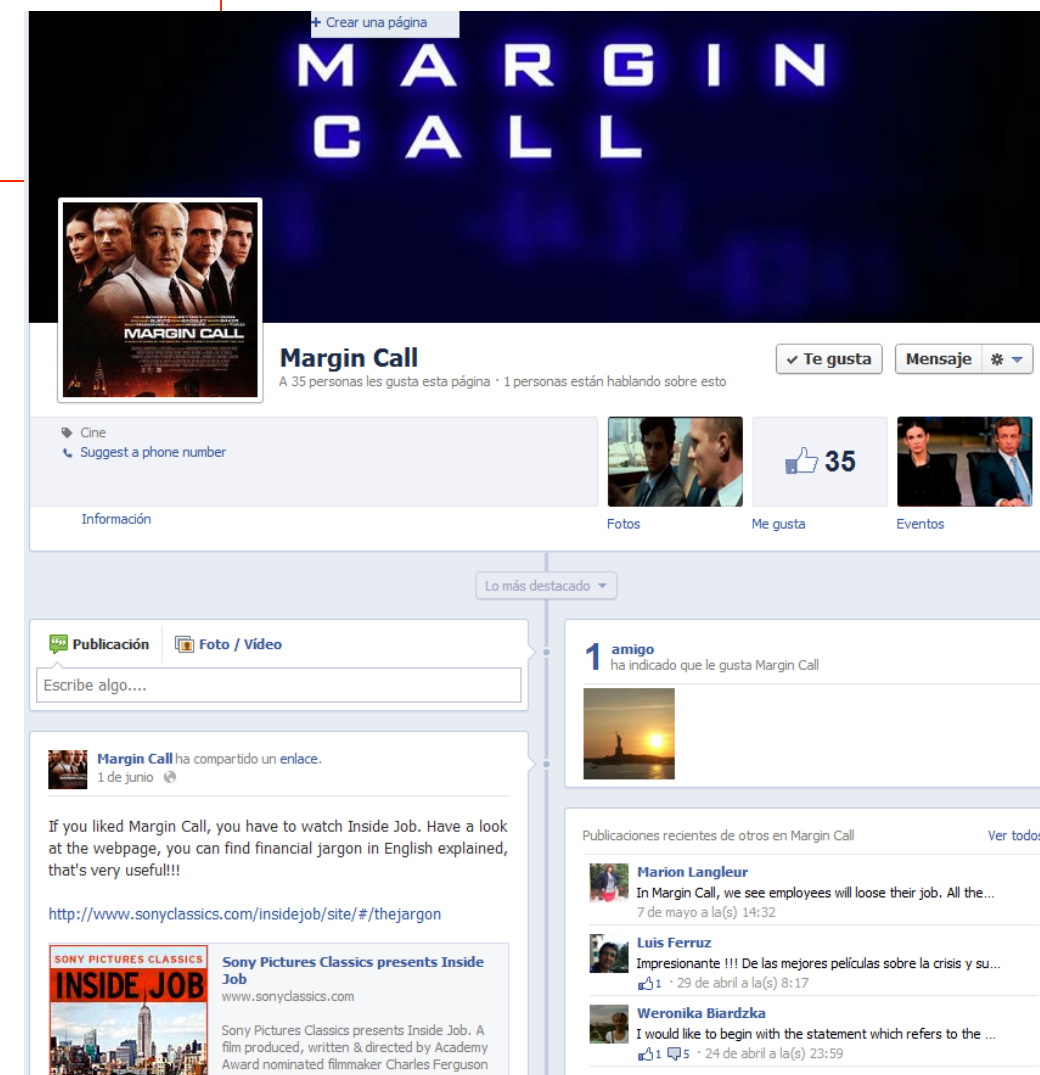 + Crear una página
MARGIN
CALL
MARGIN CALL
Margin Call
A 35 personas les gusta esta página · 1 personas están hablando sobre esto
✓ Te gusta
Mensaje
Cine
Suggest a phone number
35
Información
Fotos
Me gusta
Eventos
Lo más destacado
Publicación
Foto / Vídeo
Escribe algo....
1 amigo
ha indicado que le gusta Margin Call
Margin Call ha compartido un enlace.
1 de junio
If you liked Margin Call, you have to watch Inside Job. Have a look
at the webpage, you can find financial jargon in English explained,
that's very useful!!!
http://www.sonyclassics.com/insidejob/site/#/thejargon
SONY PICTURES CLASSICS
INSIDE JOB
Sony Pictures Classics presents Inside
Job
www.sonyclassics.com
Sony Pictures Classics presents Inside Job. A
film produced, written & directed by Academy
Award nominated filmmaker Charles Ferguson
Publicaciones recientes de otros en Margin Call
Ver todos
Marion Langleur
In Margin Call, we see employees will loose their job. All the...
7 de mayo a la(s) 14:32
Luis Ferruz
Impresionante !!! De las mejores películas sobre la crisis y su...
1 · 29 de abril a la(s) 8:17
Weronika Biardzka
I would like to begin with the statement which refers to the ...
1 5 · 24 de abril a la(s) 23:59